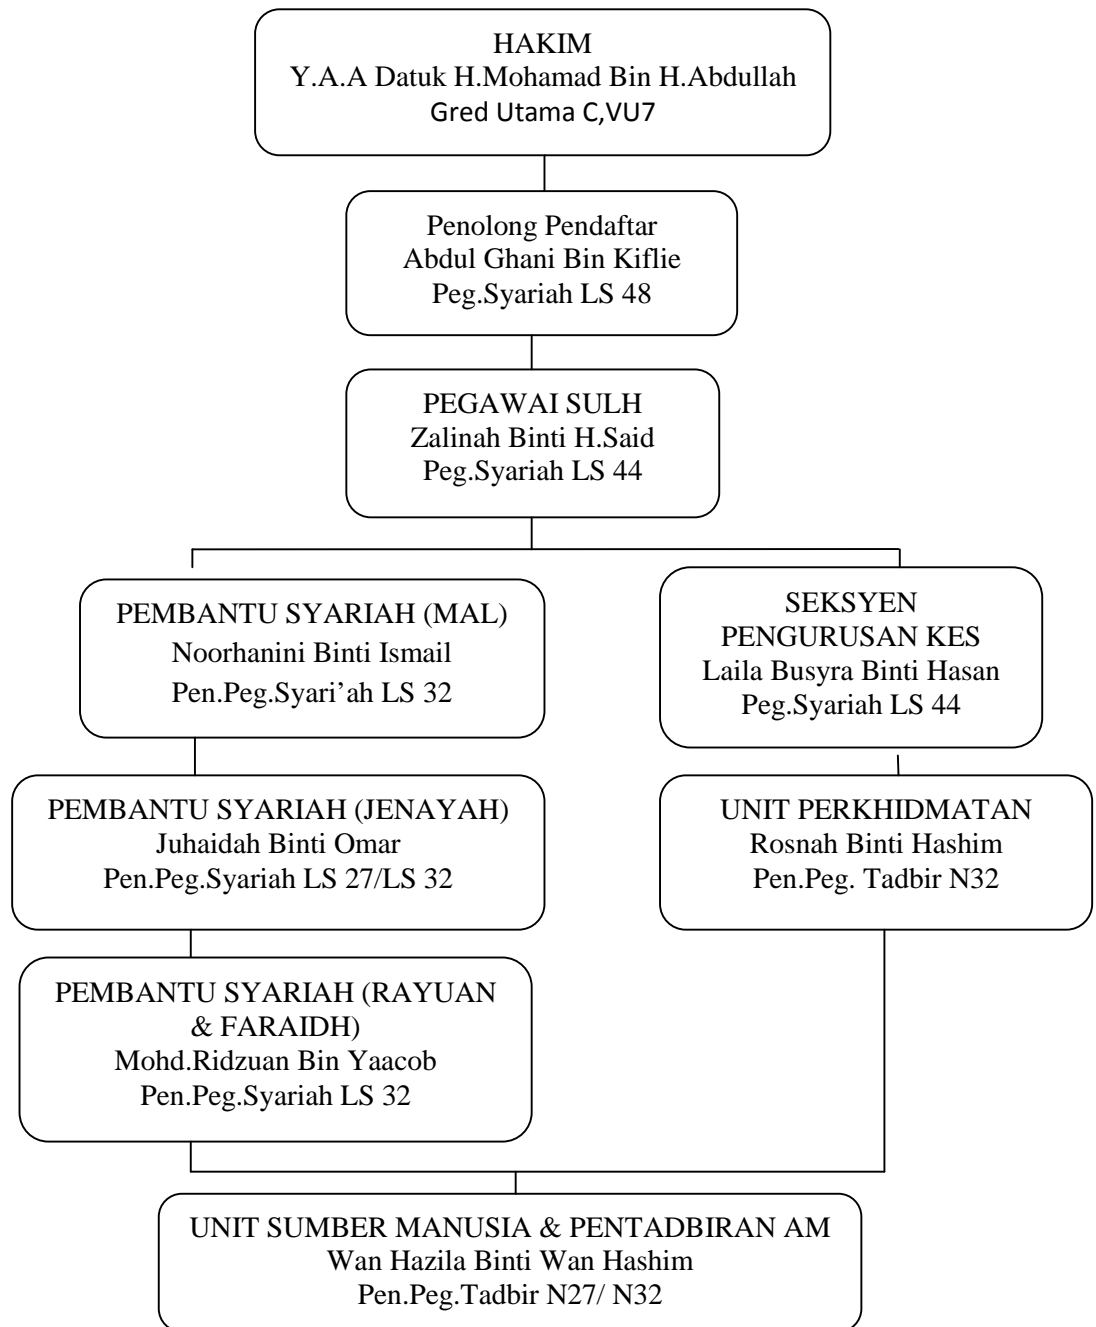 HAKIM
Y.A.A Datuk H.Mohamad Bin H.Abdullah
Gred Utama C,VU7
Penolong Pendaftar
Abdul Ghani Bin Kiflie
Peg.Syariah LS 48
PEGAWAI SULH
Zalinah Binti H.Said
Peg.Syariah LS 44
PEMBANTU SYARIAH (MAL)
Noorhanini Binti Ismail
Pen.Peg.Syari’ah LS 32
SEKSYEN
PENGURUSAN KES
Laila Busyra Binti Hasan
Peg.Syariah LS 44
PEMBANTU SYARIAH (JENAYAH)
Juhaidah Binti Omar
Pen.Peg.Syariah LS 27/LS 32
UNIT PERKHIDMATAN
Rosnah Binti Hashim
Pen.Peg. Tadbir N32
PEMBANTU SYARIAH (RAYUAN
& FARAIDH)
Mohd.Ridzuan Bin Yaacob
Pen.Peg.Syariah LS 32
UNIT SUMBER MANUSIA & PENTADBIRAN AM
Wan Hazila Binti Wan Hashim
Pen.Peg.Tadbir N27/ N32